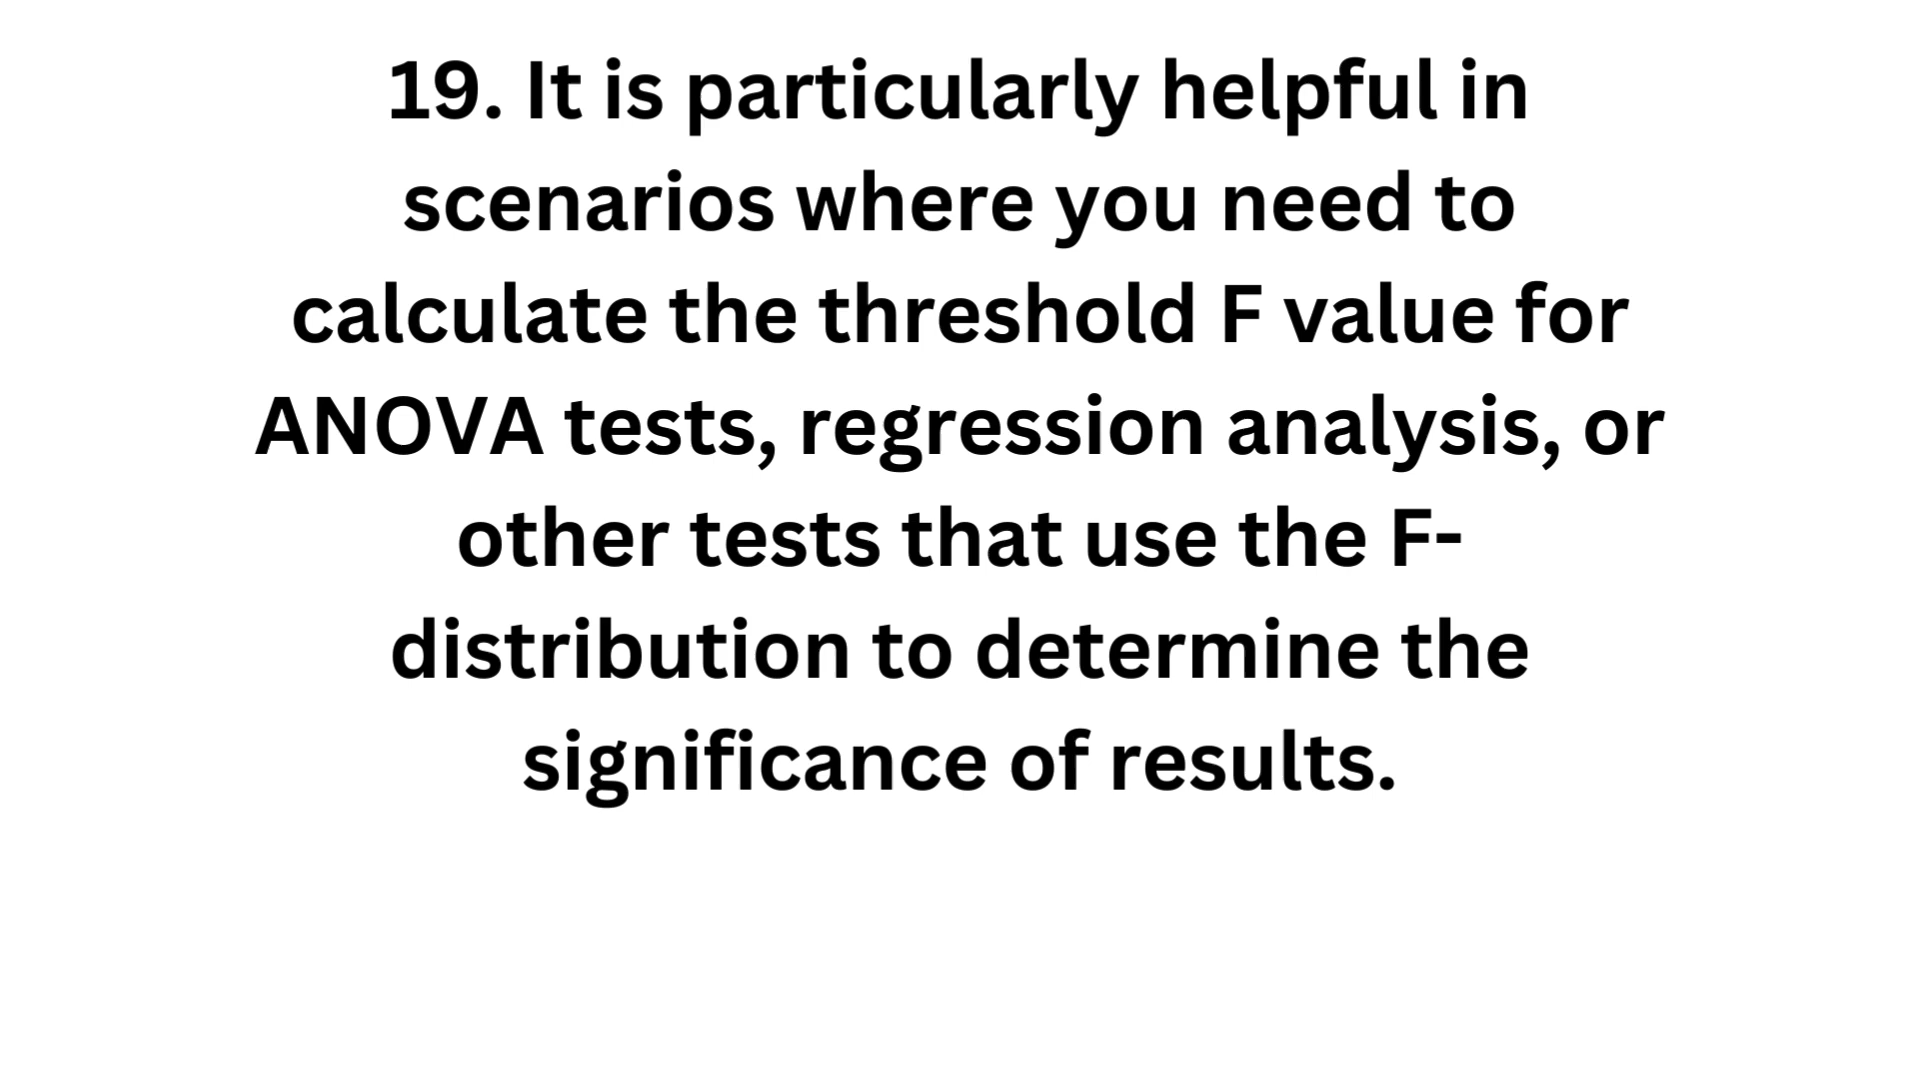 19. It is particularly helpful in
scenarios where you need to
calculate the threshold F value for
ANOVA tests, regression analysis, or
other tests that use the F-
distribution to determine the
significance of results.